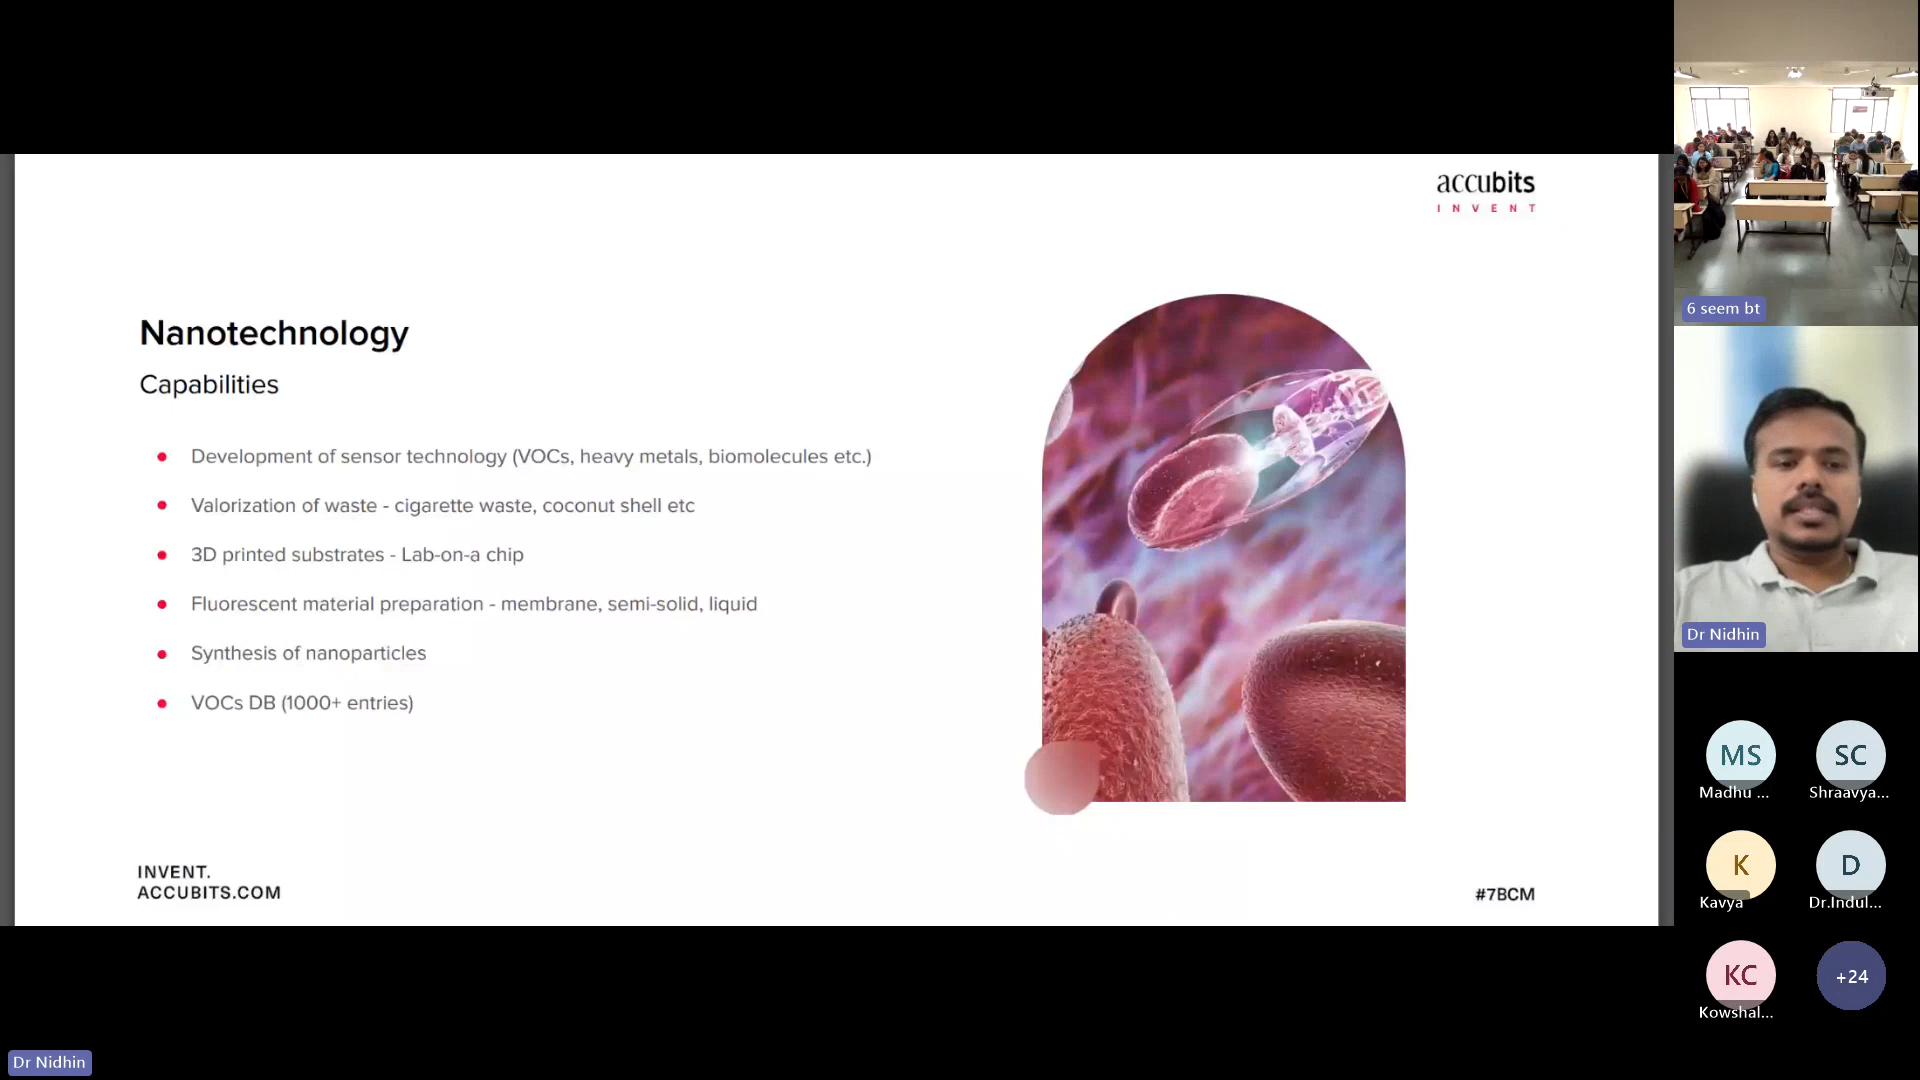 accubits
INVENT
Nanotechnology
Capabilities
Development of sensor technology (VOCs, heavy metals, biomolecules etc.)
Valorization of waste - cigarette waste, coconut shell etc
3D printed substrates - Lab-on-a chip
Fluorescent material preparation - membrane, semi-solid, liquid
Synthesis of nanoparticles
VOCs DB (1000+ entries)
INVENT.
ACCUBITS.COM
#7BCM
6 seem bt
Dr Nidhin
MS
Madhu ...
SC
Shraavya...
K
Kavya
D
Dr.Indul...
KC
Kowshal...
+24
Dr Nidhin